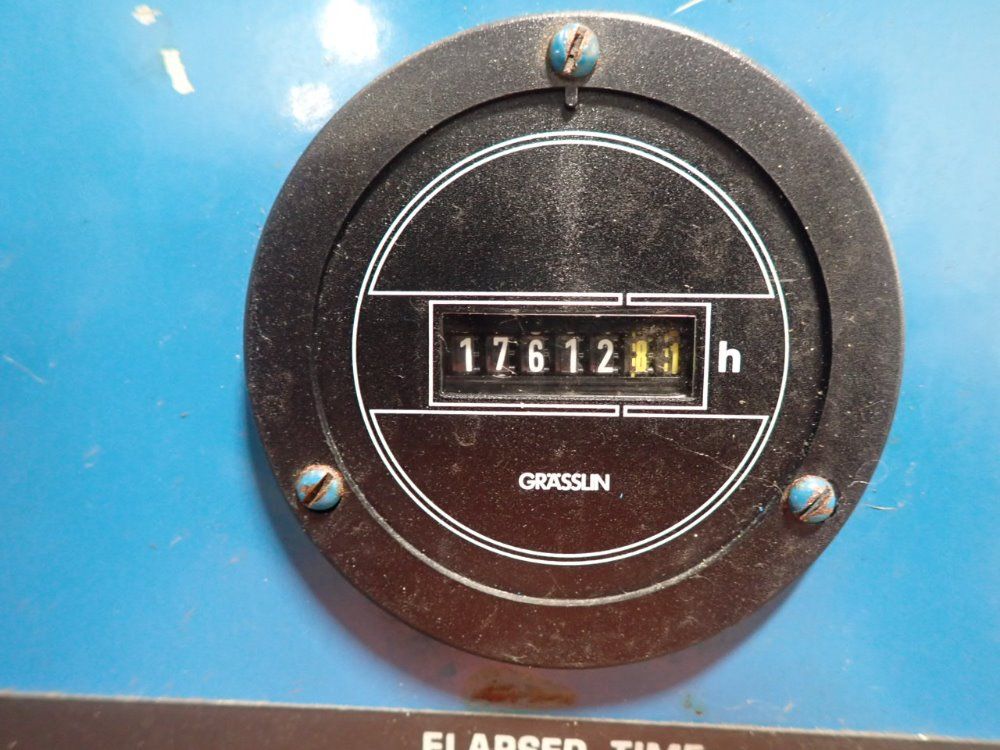 17612 h
GRÄSSLIN
ELAPSED TIME